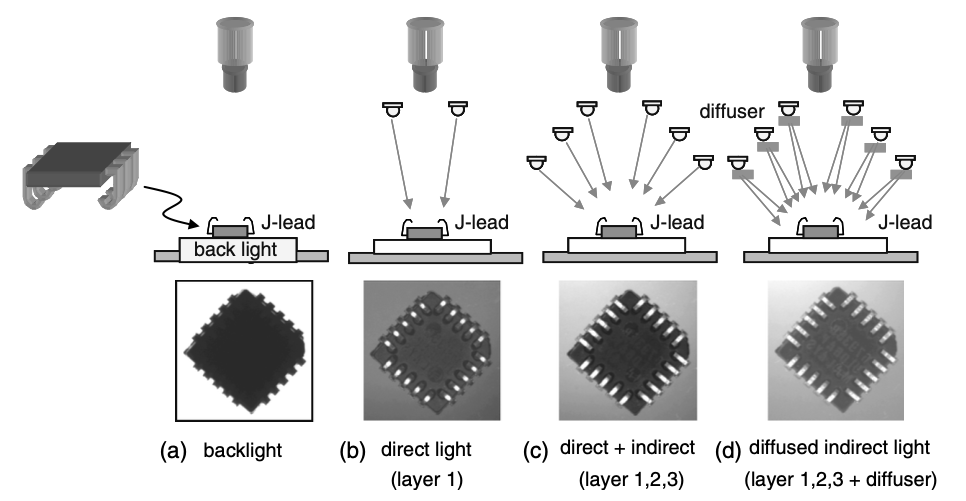 diffuser
J-lead
J-lead
J-lead
J-lead
back light
(a) backlight
(b) direct light
(layer 1)
(c) direct + indirect
(layer 1,2,3)
(d) diffused indirect light
(layer 1,2,3 + diffuser)